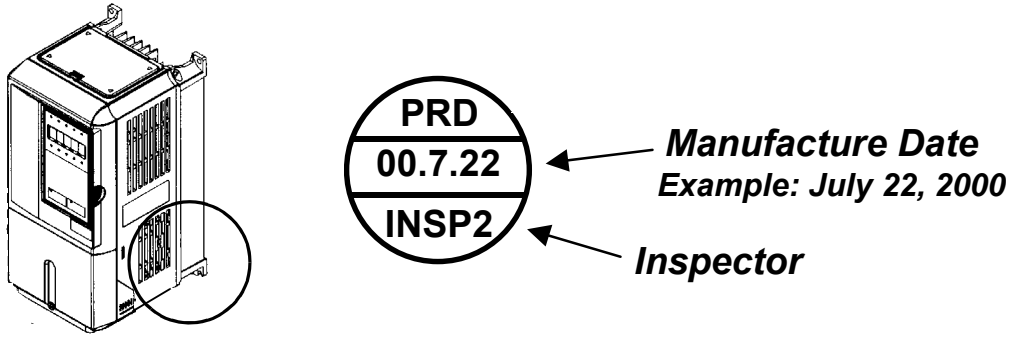 PRD
00.7.22
INSP2
Manufacture Date
Example: July 22, 2000
Inspector